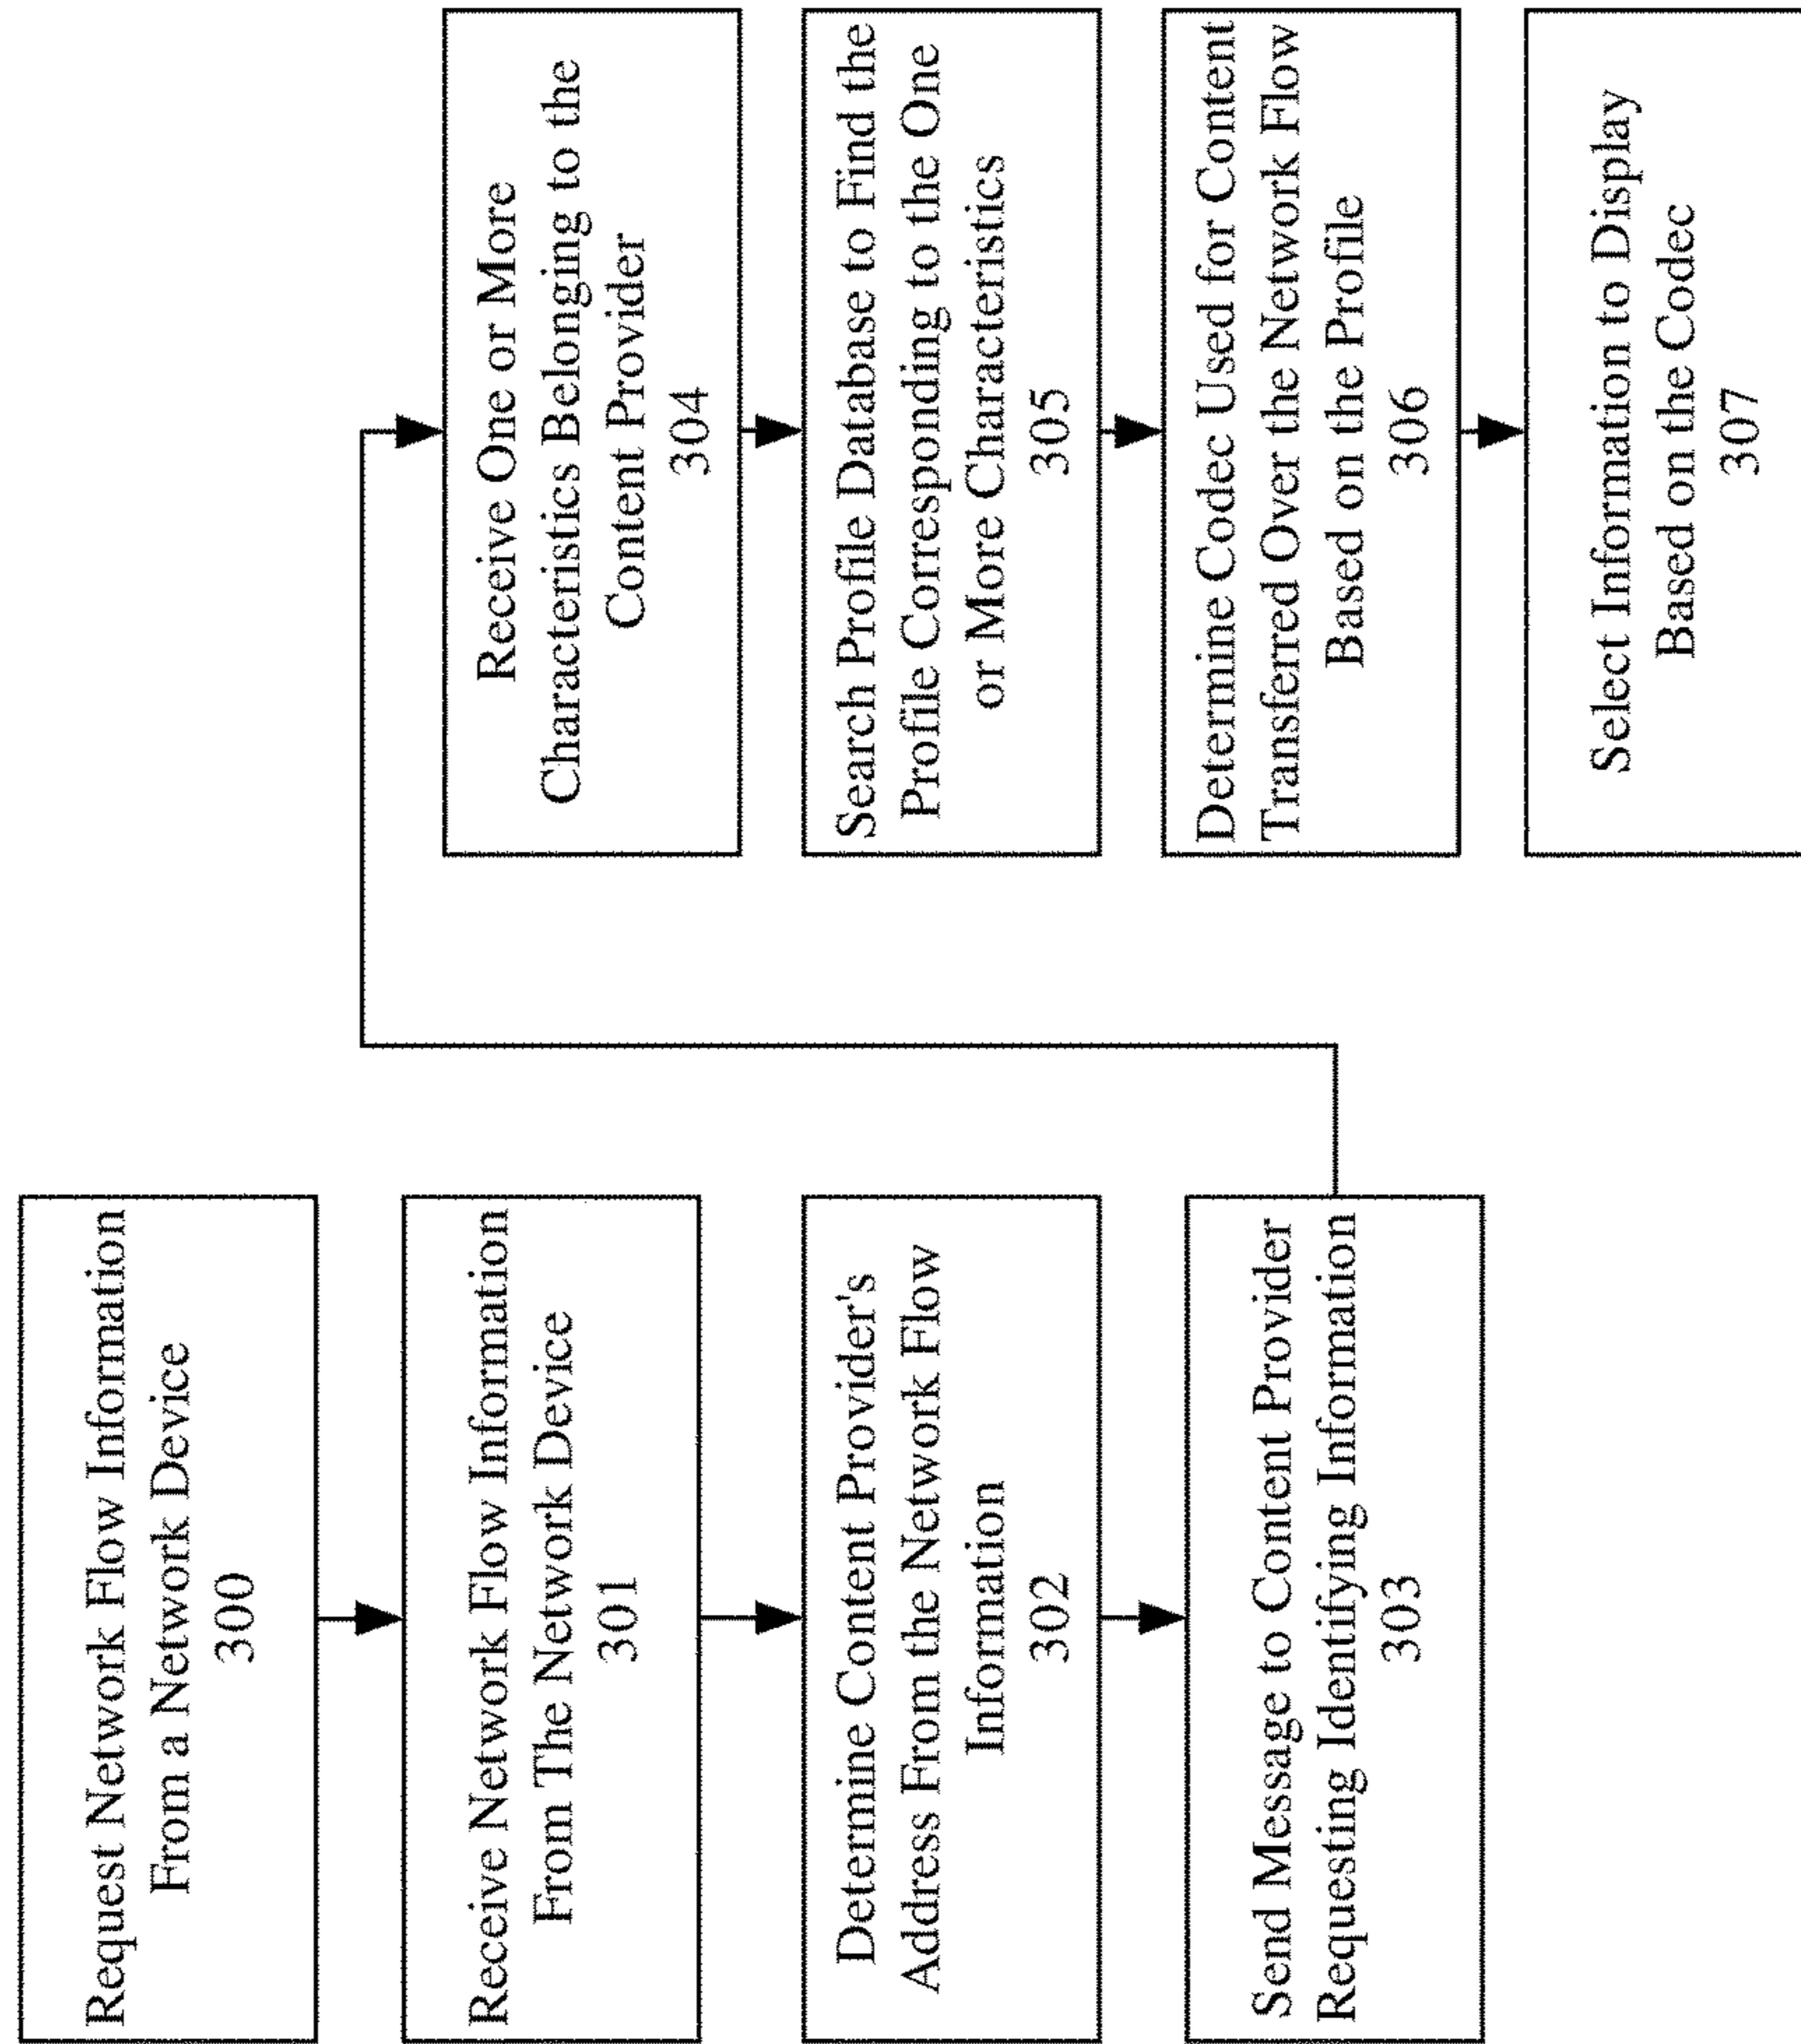 Request Network Flow Information
From a Network Device
300
Receive Network Flow Information
From The Network Device
301
Determine Content Provider's
Address From the Network Flow
Information
302
Send Message to Content Provider
Requesting Identifying Information
303
Receive One or More
Characteristics Belonging to the
Content Provider
304
Search Profile Database to Find the
Profile Corresponding to the One
or More Characteristics
305
Determine Codec Used for Content
Transferred Over the Network Flow
Based on the Profile
306
Select Information to Display
Based on the Codec
307